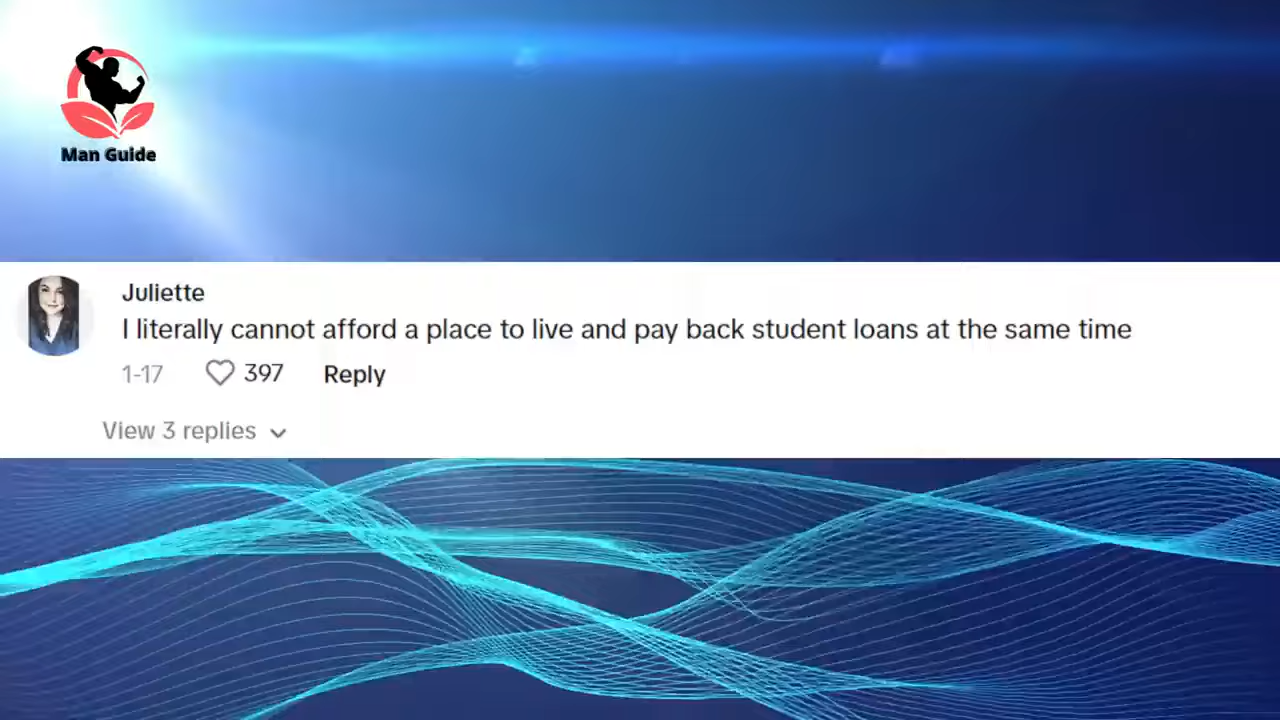 Man Guide
Juliette
I literally cannot afford a place to live and pay back student loans at the same time
1-17 397 Reply
View 3 replies